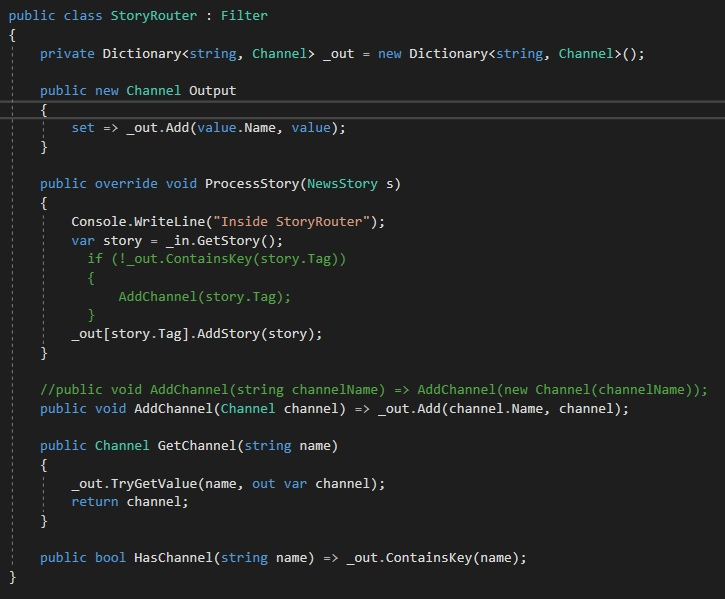 public class StoryRouter : Filter
{
    private Dictionary<string, Channel> _out = new Dictionary<string, Channel>();

    public new Channel Output
    {
        set => _out.Add(value.Name, value);
    }

    public override void ProcessStory(NewsStory s)
    {
        Console.WriteLine("Inside StoryRouter");
        var story = _in.GetStory();
          if (!_out.ContainsKey(story.Tag))
          {
              AddChannel(story.Tag);
          }
        _out[story.Tag].AddStory(story);
    }

    //public void AddChannel(string channelName) => AddChannel(new Channel(channelName));
    public void AddChannel(Channel channel) => _out.Add(channel.Name, channel);

    public Channel GetChannel(string name)
    {
        _out.TryGetValue(name, out var channel);
        return channel;
    }

    public bool HasChannel(string name) => _out.ContainsKey(name);
}